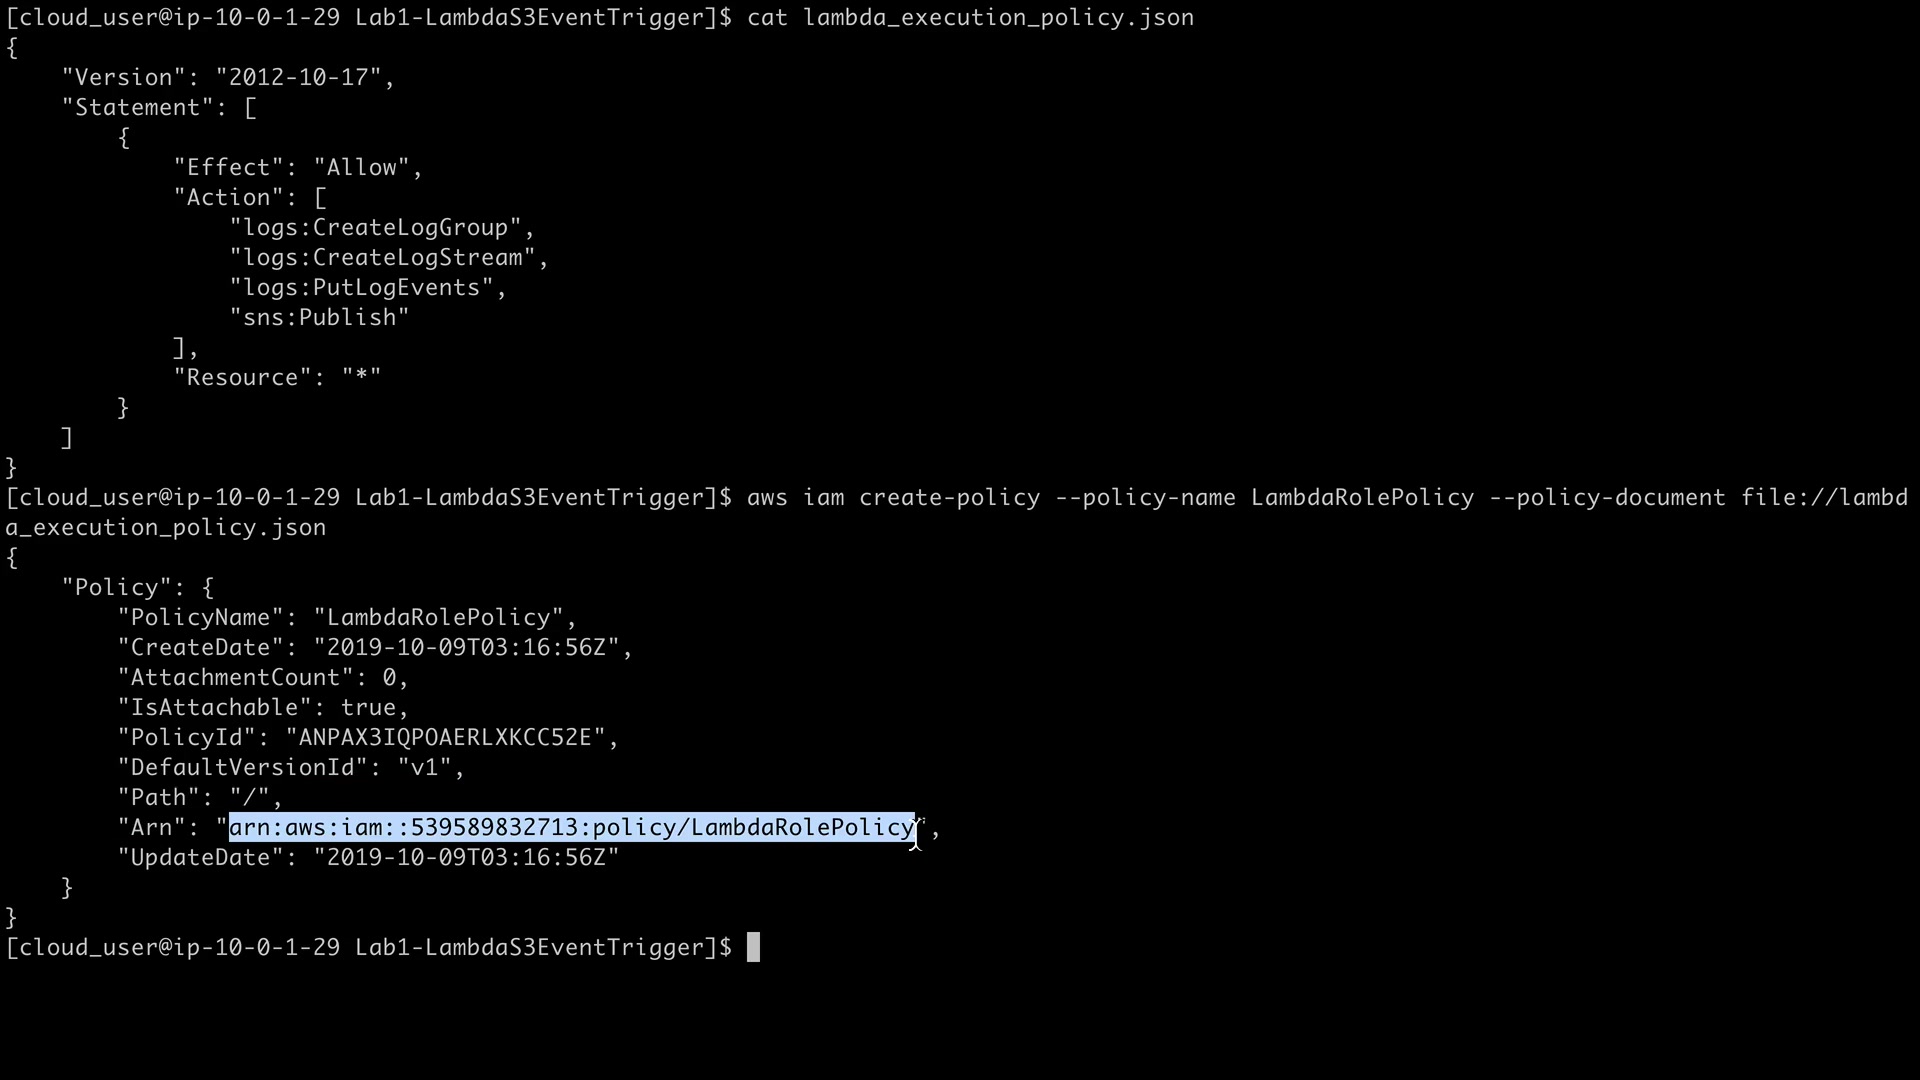 [cloud_user@ip-10-0-1-29 Lab1-LambdaS3EventTrigger]$ cat lambda_execution_policy.json
{
    "Version": "2012-10-17",
    "Statement": [
        {
            "Effect": "Allow",
            "Action": [
                "logs:CreateLogGroup",
                "logs:CreateLogStream",
                "logs:PutLogEvents",
                "sns:Publish"
            ],
            "Resource": "*"
        }
    ]
}
[cloud_user@ip-10-0-1-29 Lab1-LambdaS3EventTrigger]$ aws iam create-policy --policy-name LambdaRolePolicy --policy-document file://lambd
a_execution_policy.json
{
    "Policy": {
        "PolicyName": "LambdaRolePolicy",
        "CreateDate": "2019-10-09T03:16:56Z",
        "AttachmentCount": 0,
        "IsAttachable": true,
        "PolicyId": "ANPAX3IQPOAERLXKCC52E",
        "DefaultVersionId": "v1",
        "Path": "/",
        "Arn": "arn:aws:iam::539589832713:policy/LambdaRolePolicy",
        "UpdateDate": "2019-10-09T03:16:56Z"
    }
}
[cloud_user@ip-10-0-1-29 Lab1-LambdaS3EventTrigger]$